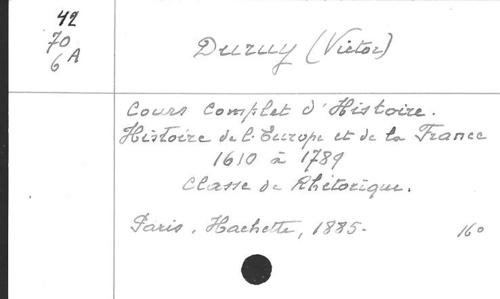 42
70
6 A
Duruy (Victor)
Cours Complet d'Histoire.
Histoire de l'Europe et de la France
1610 à 1789
Classe de Rhétorique.
Paris, Hachette, 1885. 16°